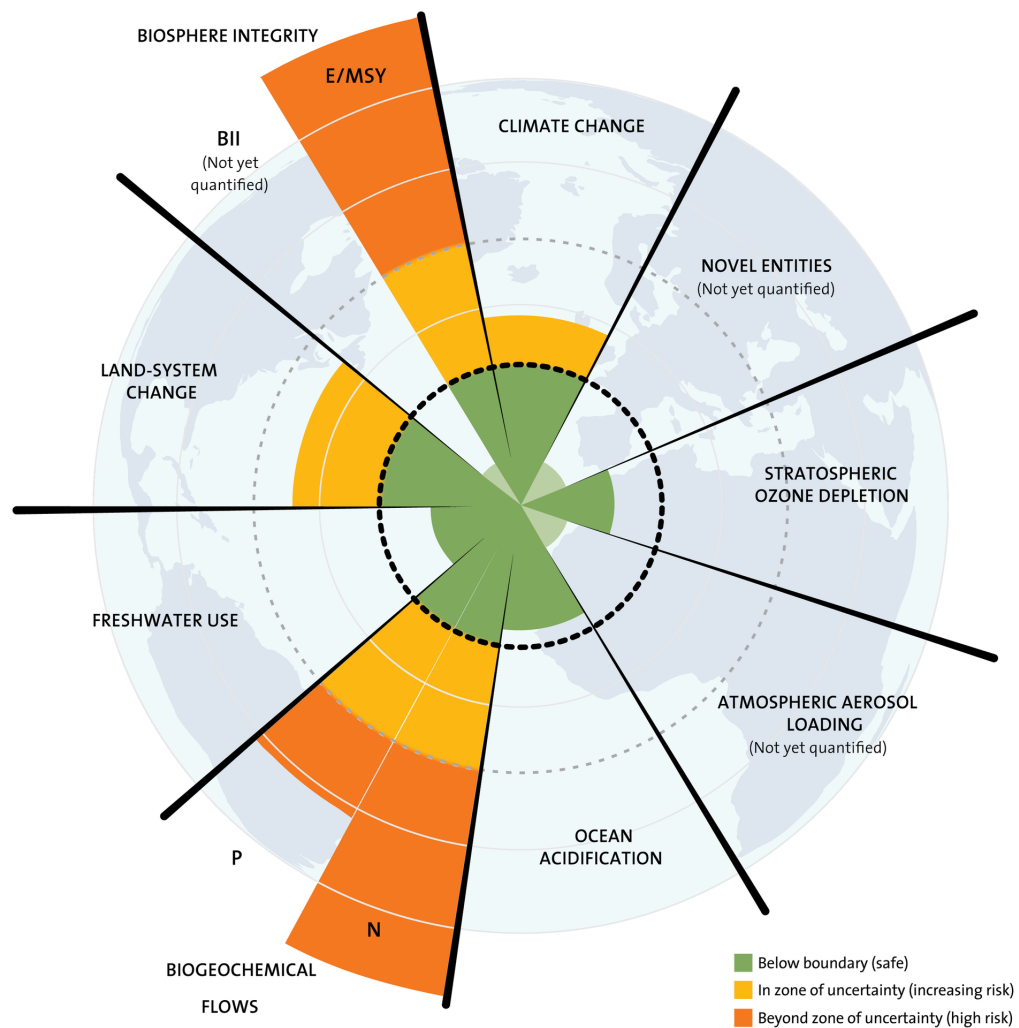 BIOSPHERE INTEGRITY
E/MSY
BII
(Not yet
quantified)
CLIMATE CHANGE
NOVEL ENTITIES
(Not yet quantified)
LAND-SYSTEM
CHANGE
STRATOSPHERIC
OZONE DEPLETION
FRESHWATER USE
ATMOSPHERIC AEROSOL
LOADING
(Not yet quantified)
OCEAN
ACIDIFICATION
P
N
BIOGEOCHEMICAL
FLOWS
Below boundary (safe)
In zone of uncertainty (increasing risk)
Beyond zone of uncertainty (high risk)